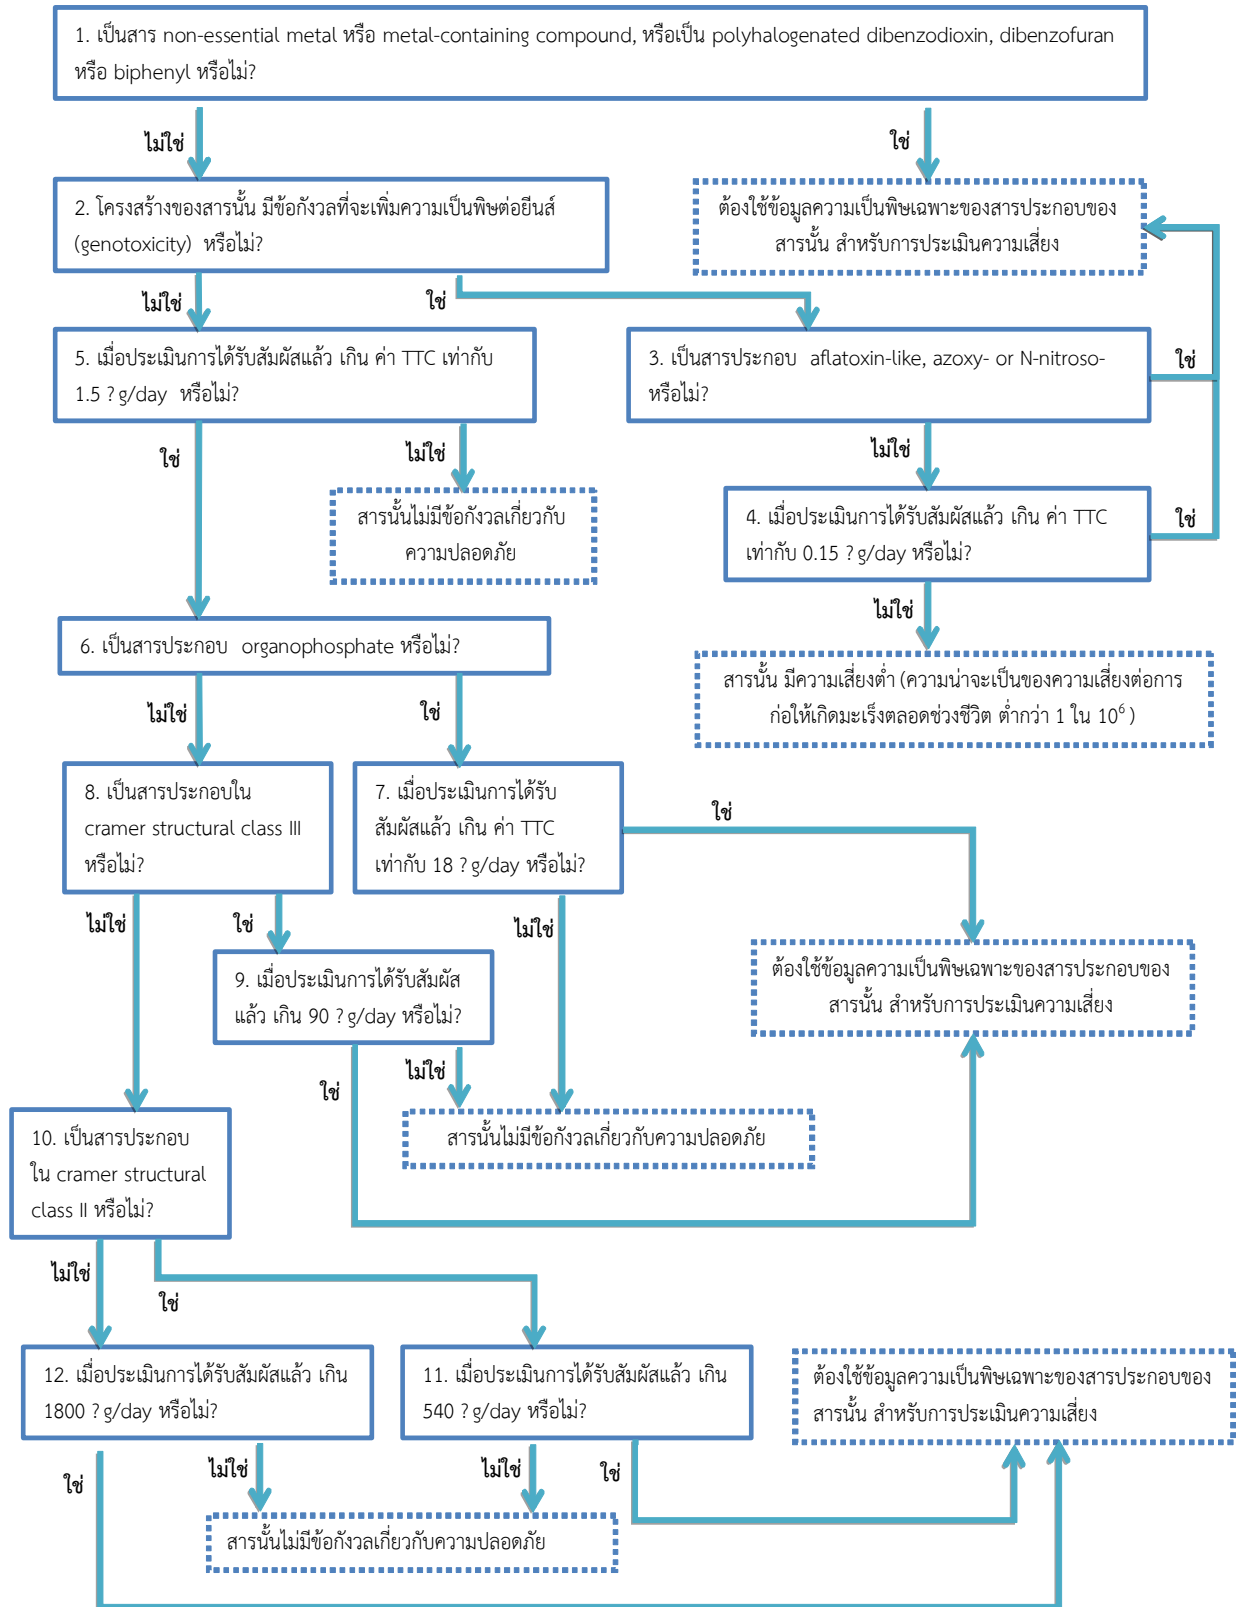 1. เป็นสาร non-essential metal หรือ metal-containing compound, หรือเป็น polyhalogenated dibenzodioxin, dibenzofuran
หรือ biphenyl หรือไม่?
ไม่ใช่
ใช่
2. โครงสร้างของสารนั้น มีข้อกังวลที่จะเพิ่มความเป็นพิษต่อยีนส์
(genotoxicity) หรือไม่?
ต้องใช้ข้อมูลความเป็นพิษเฉพาะของสารประกอบของ
สารนั้น สำหรับการประเมินความเสี่ยง
ไม่ใช่
ใช่
5. เมื่อประเมินการได้รับสัมผัสแล้ว เกิน ค่า TTC เท่ากับ
1.5 ? g/day หรือไม่?
3. เป็นสารประกอบ aflatoxin-like, azoxy- or N-nitroso-
หรือไม่?
ใช่
ใช่
ไม่ใช่
ไม่ใช่
สารนั้นไม่มีข้อกังวลเกี่ยวกับ
ความปลอดภัย
4. เมื่อประเมินการได้รับสัมผัสแล้ว เกิน ค่า TTC
เท่ากับ 0.15 ? g/day หรือไม่?
ใช่
ไม่ใช่
6. เป็นสารประกอบ organophosphate หรือไม่?
สารนั้น มีความเสี่ยงต่ำ (ความน่าจะเป็นของความเสี่ยงต่อการ
ก่อให้เกิดมะเร็งตลอดช่วงชีวิต ต่ำกว่า 1 ใน 10⁶ )
ไม่ใช่
ใช่
8. เป็นสารประกอบใน
cramer structural class III
หรือไม่?
7. เมื่อประเมินการได้รับ
สัมผัสแล้ว เกิน ค่า TTC
เท่ากับ 18 ? g/day หรือไม่?
ใช่
ไม่ใช่
ใช่
ไม่ใช่
9. เมื่อประเมินการได้รับสัมผัส
แล้ว เกิน 90 ? g/day หรือไม่?
ต้องใช้ข้อมูลความเป็นพิษเฉพาะของสารประกอบของ
สารนั้น สำหรับการประเมินความเสี่ยง
ใช่
ไม่ใช่
สารนั้นไม่มีข้อกังวลเกี่ยวกับความปลอดภัย
10. เป็นสารประกอบ
ใน cramer structural
class II หรือไม่?
ไม่ใช่
ใช่
12. เมื่อประเมินการได้รับสัมผัสแล้ว เกิน
1800 ? g/day หรือไม่?
11. เมื่อประเมินการได้รับสัมผัสแล้ว เกิน
540 ? g/day หรือไม่?
ต้องใช้ข้อมูลความเป็นพิษเฉพาะของสารประกอบของ
สารนั้น สำหรับการประเมินความเสี่ยง
ใช่
ไม่ใช่
ไม่ใช่
ใช่
สารนั้นไม่มีข้อกังวลเกี่ยวกับความปลอดภัย